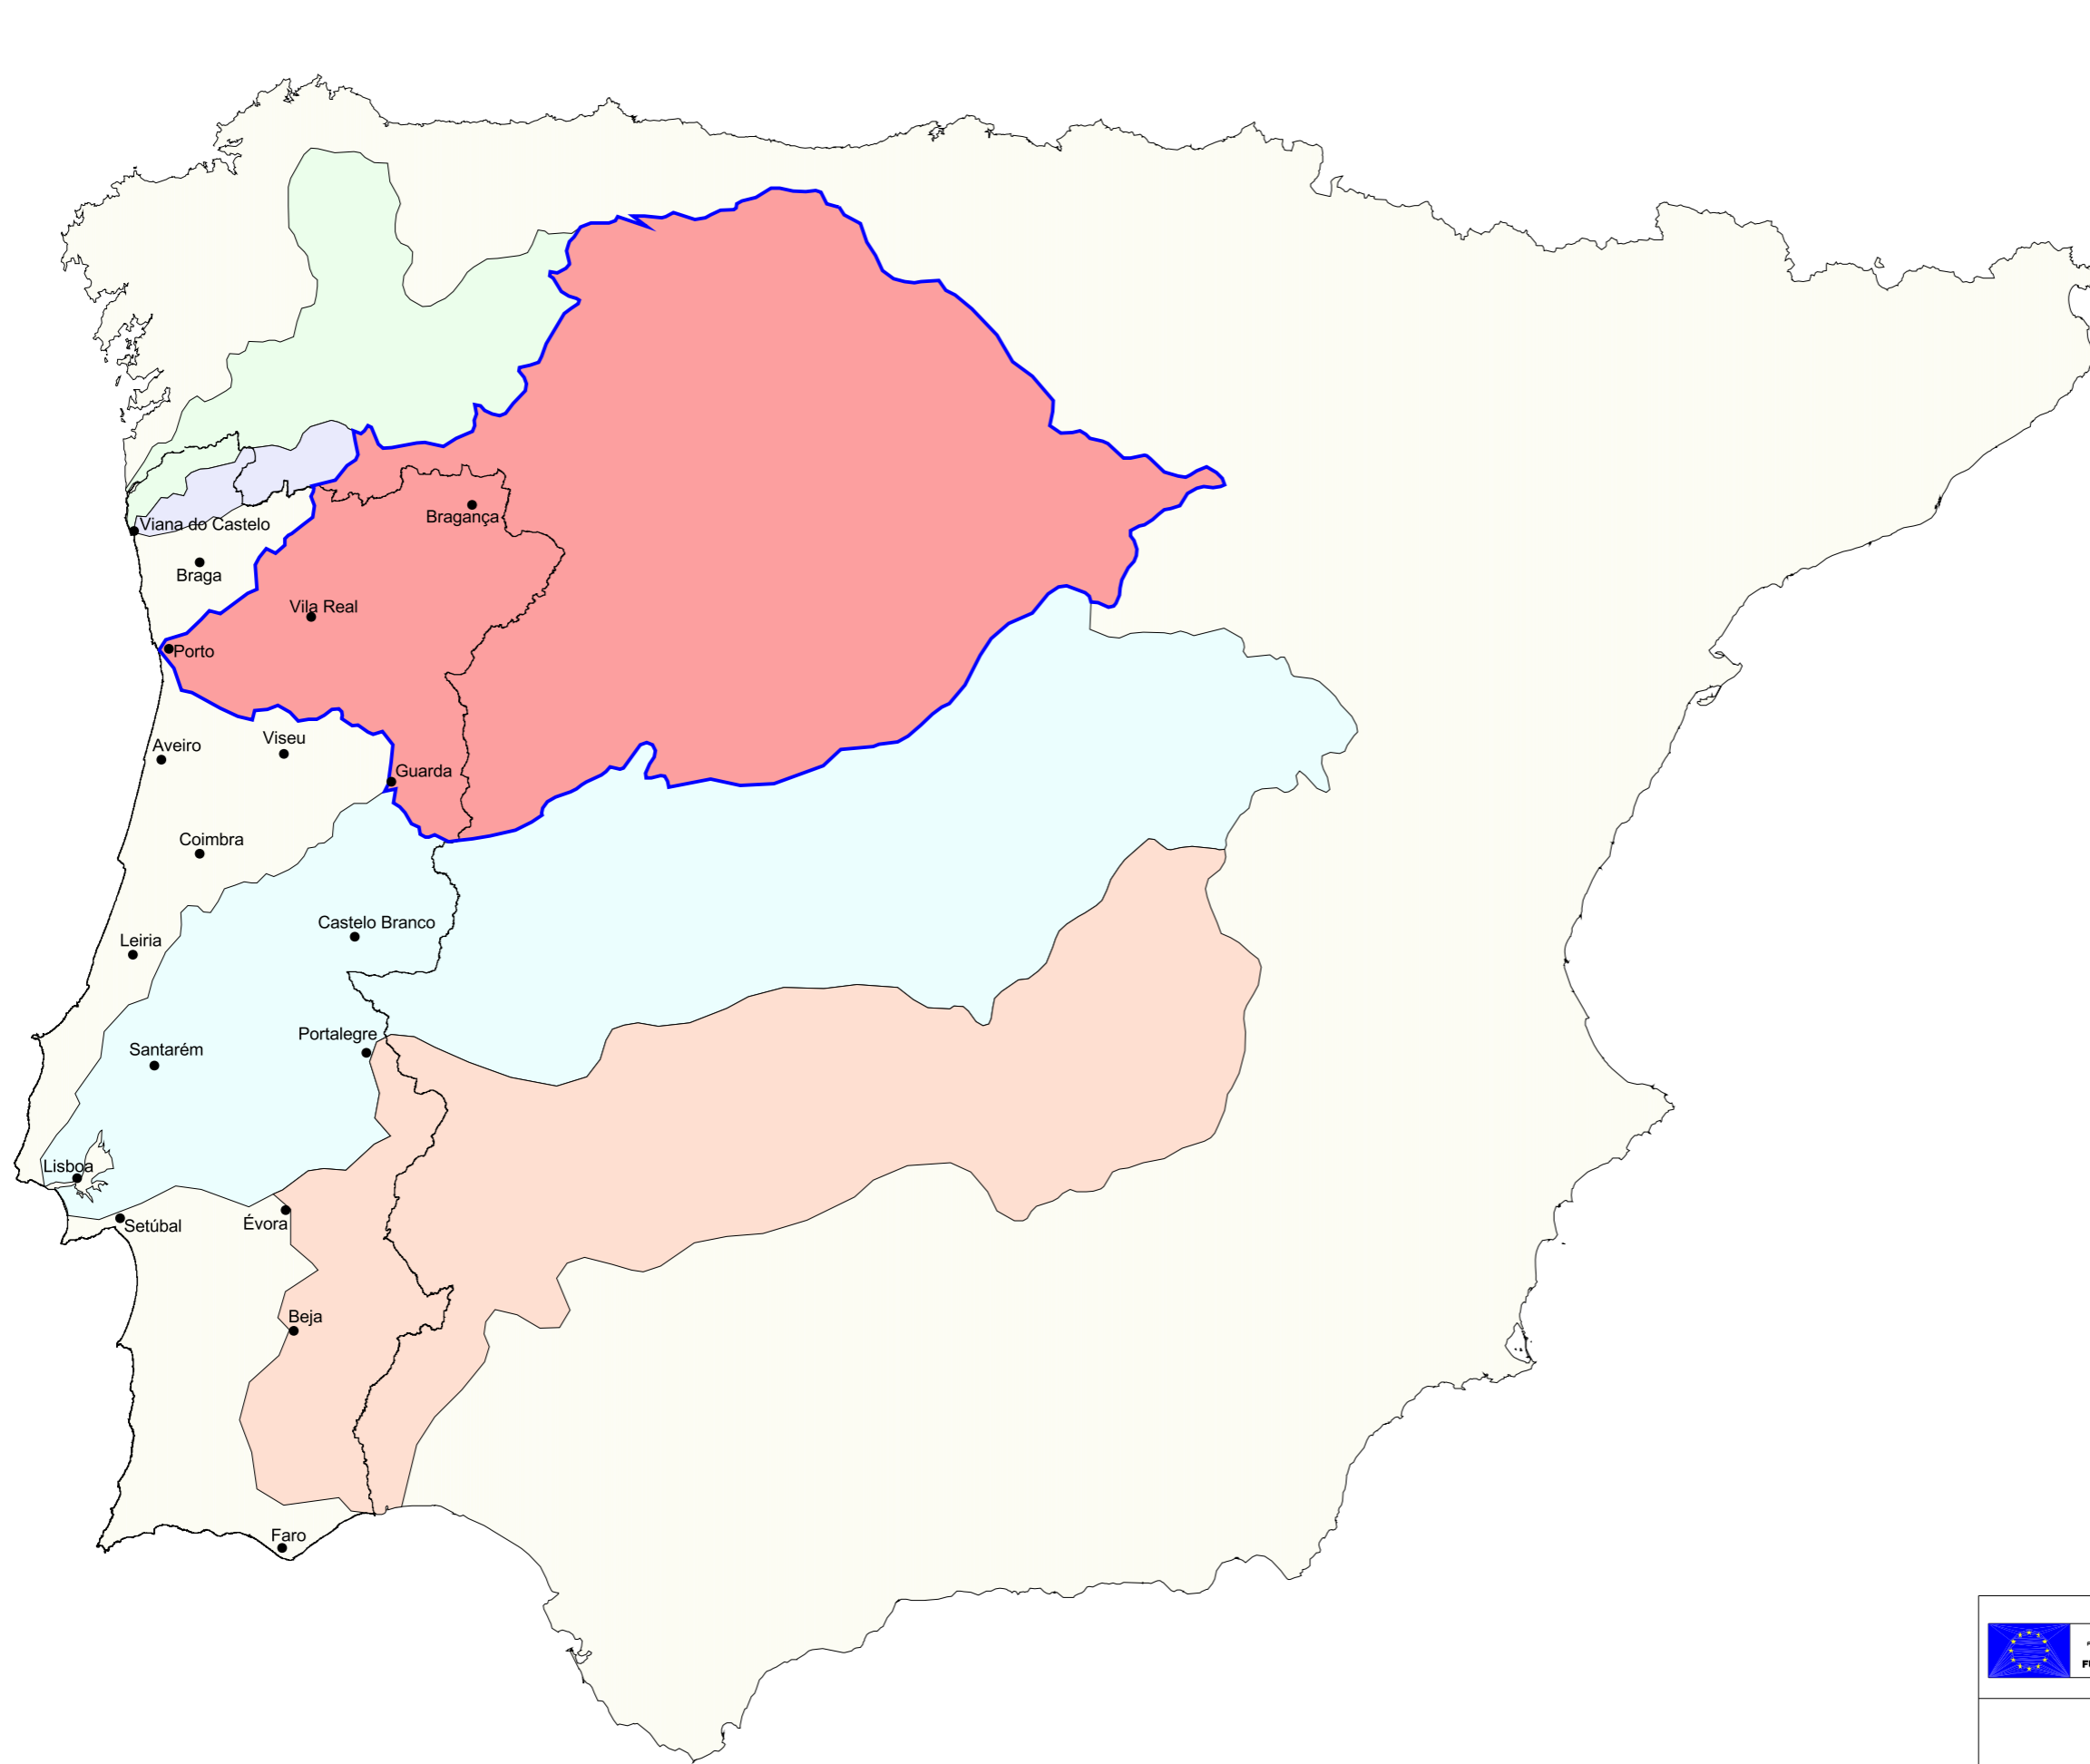 Bragança
Viana do Castelo
Braga
Vila Real
Porto
Viseu
Aveiro
Guarda
Coimbra
Castelo Branco
Leiria
Portalegre
Santarém
Lisboa
Setúbal
Évora
Beja
Faro